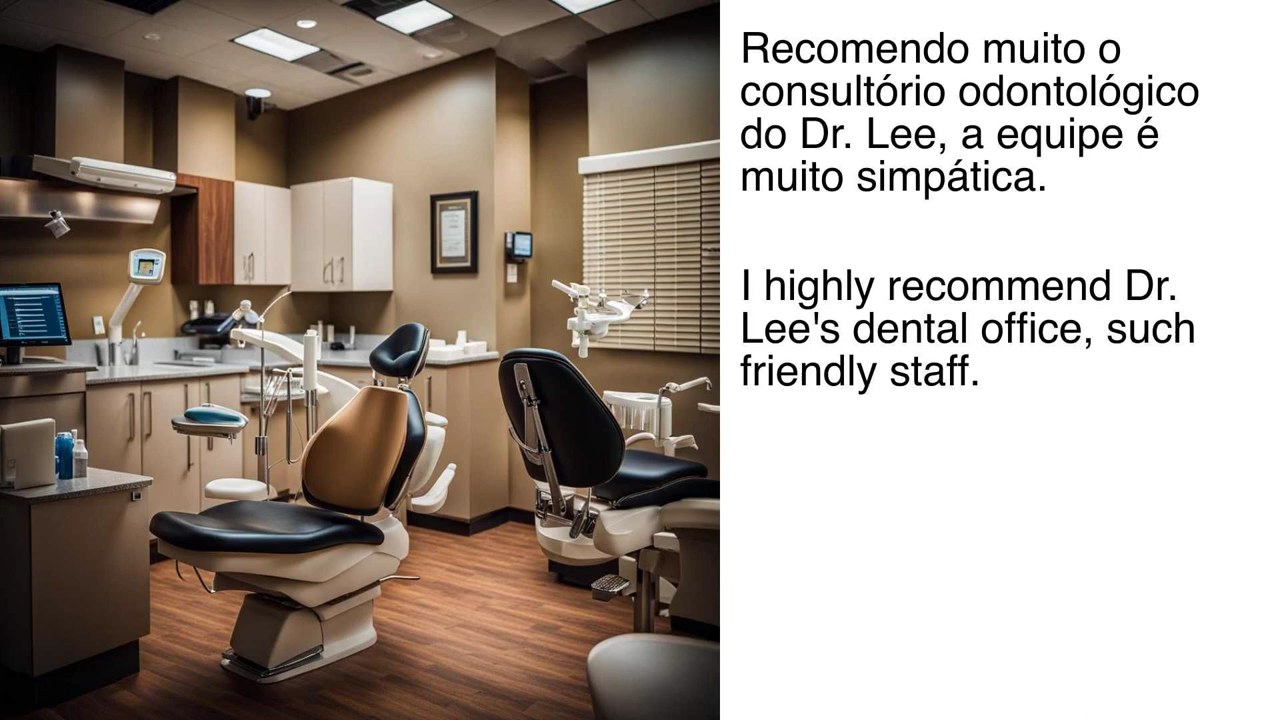 Recomendo muito o
consultório odontológico
do Dr. Lee, a equipe é
muito simpática.
I highly recommend Dr.
Lee's dental office, such
friendly staff.